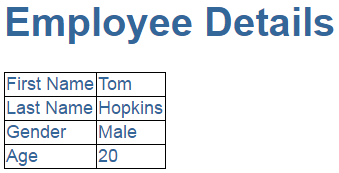 Employee Details
First Name Tom
Last Name Hopkins
Gender Male
Age 20